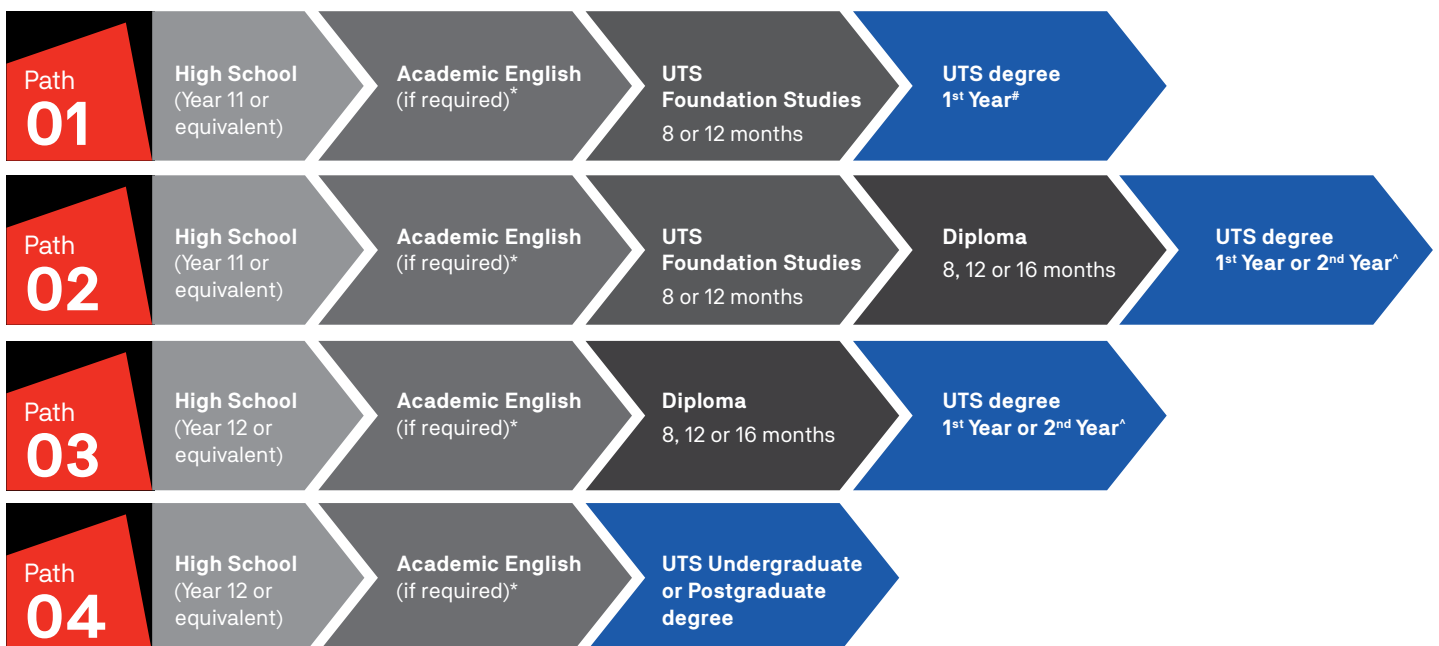 Path
01
High School
(Year 11 or
equivalent)
Academic English
(if required)*
UTS
Foundation Studies
8 or 12 months
UTS degree
1st Year#
Path
02
High School
(Year 11 or
equivalent)
Academic English
(if required)*
UTS
Foundation Studies
8 or 12 months
Diploma
8, 12 or 16 months
UTS degree
1st Year or 2nd Year^
Path
03
High School
(Year 12 or
equivalent)
Academic English
(if required)*
Diploma
8, 12 or 16 months
UTS degree
1st Year or 2nd Year^
Path
04
High School
(Year 12 or
equivalent)
Academic English
(if required)*
UTS Undergraduate
or Postgraduate
degree